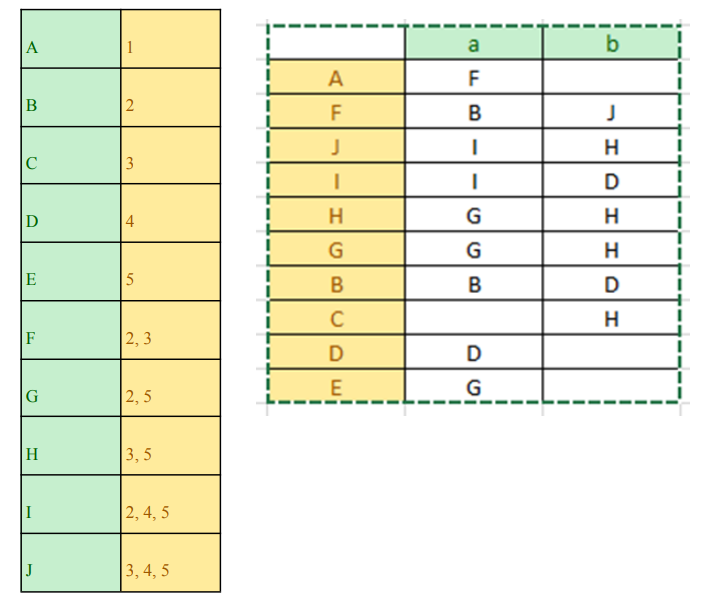 A 1
B 2
C 3
D 4
E 5
F 2, 3
G 2, 5
H 3, 5
I 2, 4, 5
J 3, 4, 5
a b
A F
F B J
J I H
I I D
H G H
G G H
B B D
C H
D D
E G